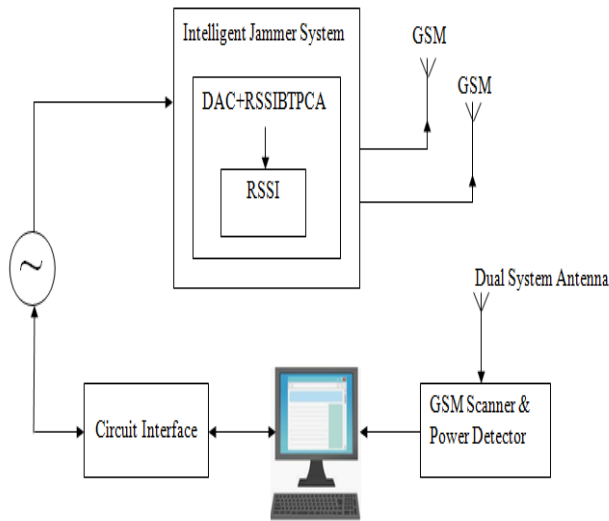 Intelligent Jammer System
GSM
GSM
DAC+RSSIBTPCA
RSSI
~
Dual System Antenna
Circuit Interface
GSM Scanner &
Power Detector